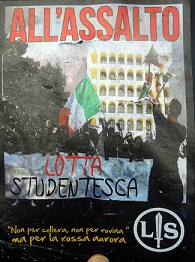 ALL'ASSALTO
LOTTA
STUDENTESCA
"Non per collera, non per rovina
ma per la rossa aurora"
LS